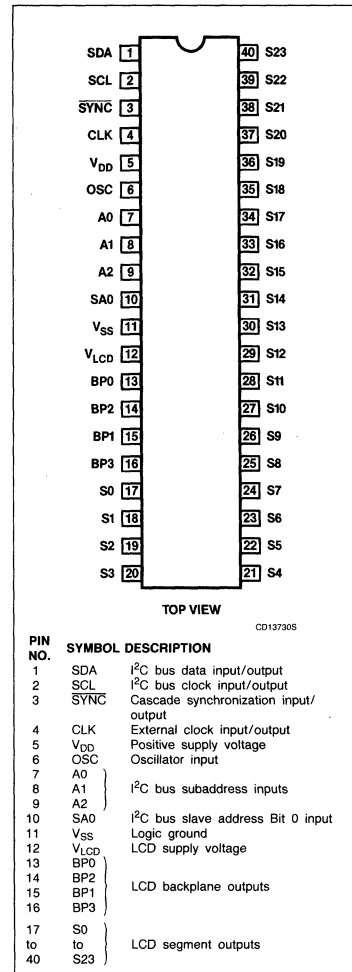 SDA 1 40 S23
SCL 2 39 S22
SYNC 3 38 S21
CLK 4 37 S20
VDD 5 36 S19
OSC 6 35 S18
A0 7 34 S17
A1 8 33 S16
A2 9 32 S15
SA0 10 31 S14
VSS 11 30 S13
VLCD 12 29 S12
BP0 13 28 S11
BP2 14 27 S10
BP1 15 26 S9
BP3 16 25 S8
S0 17 24 S7
S1 18 23 S6
S2 19 22 S5
S3 20 21 S4
TOP VIEW
CD13730S
PIN NO. SYMBOL DESCRIPTION
1 SDA I2C bus data input/output
2 SCL I2C bus clock input/output
3 SYNC Cascade synchronization input/
output
4 CLK External clock input/output
5 VDD Positive supply voltage
6 OSC Oscillator input
7 A0
8 A1 I2C bus subaddress inputs
9 A2
10 SA0 I2C bus slave address Bit 0 input
11 VSS Logic ground
12 VLCD LCD supply voltage
13 BP0
14 BP2
LCD backplane outputs
15 BP1
16 BP3
17 S0
to to LCD segment outputs
40 S23